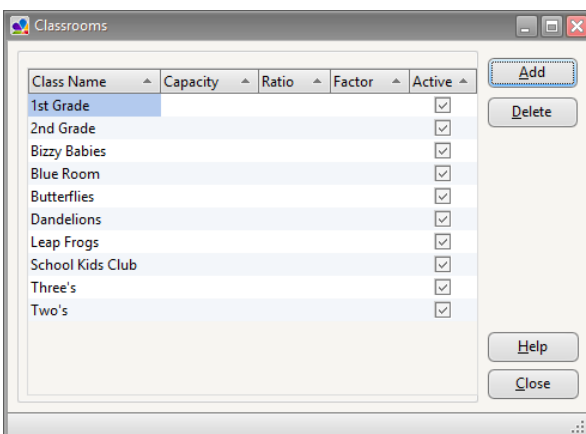 Classrooms
Class Name Capacity Ratio Factor Active
1st Grade
2nd Grade
Bizzy Babies
Blue Room
Butterflies
Dandelions
Leap Frogs
School Kids Club
Three's
Two's
Add
Delete
Help
Close